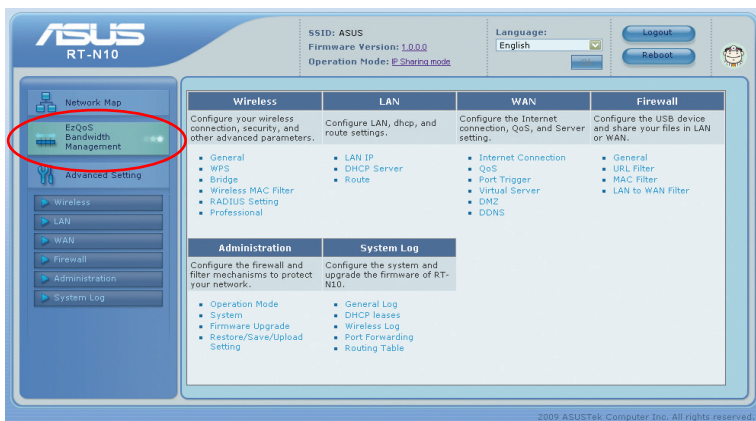 ASUS
RT-N10
SSID: ASUS
Firmware Version: 1.0.0.0
Operation Mode: IP Sharing mode
Language:
English
Logout
Reboot
Network Map
EzQoS
Bandwidth
Management
Advanced Setting
Wireless
LAN
WAN
Firewall
Administration
System Log
Wireless
Configure your wireless
connection, security, and
other advanced parameters.
General
WPS
Bridge
Wireless MAC Filter
RADIUS Setting
Professional
LAN
Configure LAN, dhcp, and
route settings.
LAN IP
DHCP Server
Route
WAN
Configure the Internet
connection, QoS, and Server
setting.
Internet Connection
QoS
Port Trigger
Virtual Server
DMZ
DDNS
Firewall
Configure the USB device
and share your files in LAN
or WAN.
General
URL Filter
MAC Filter
LAN to WAN Filter
Administration
Configure the firewall and
filter mechanisms to protect
your network.
Operation Mode
System
Firmware Upgrade
Restore/Save/Upload
Setting
System Log
Configure the system and
upgrade the firmware of RT-
N10.
General Log
DHCP leases
Wireless Log
Port Forwarding
Routing Table
2009 ASUSTek Computer Inc. All rights reserved.